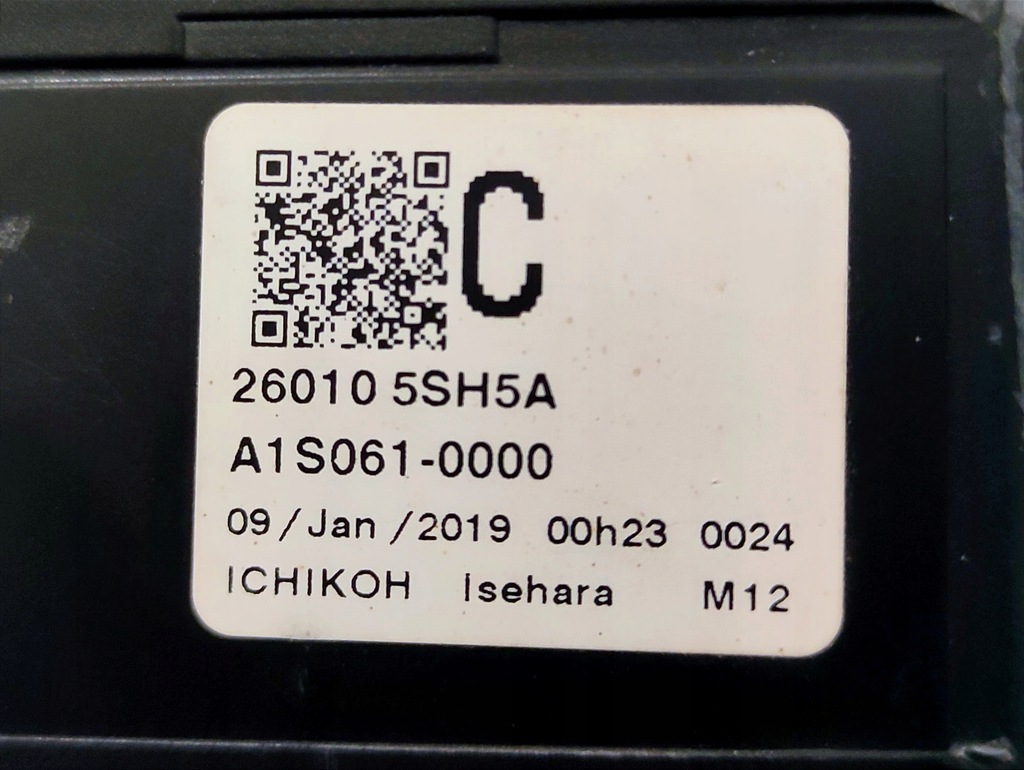 C
26010 5SH5A
A1S061-0000
09/Jan/2019 00h23 0024
ICHIKOH Isehara M12